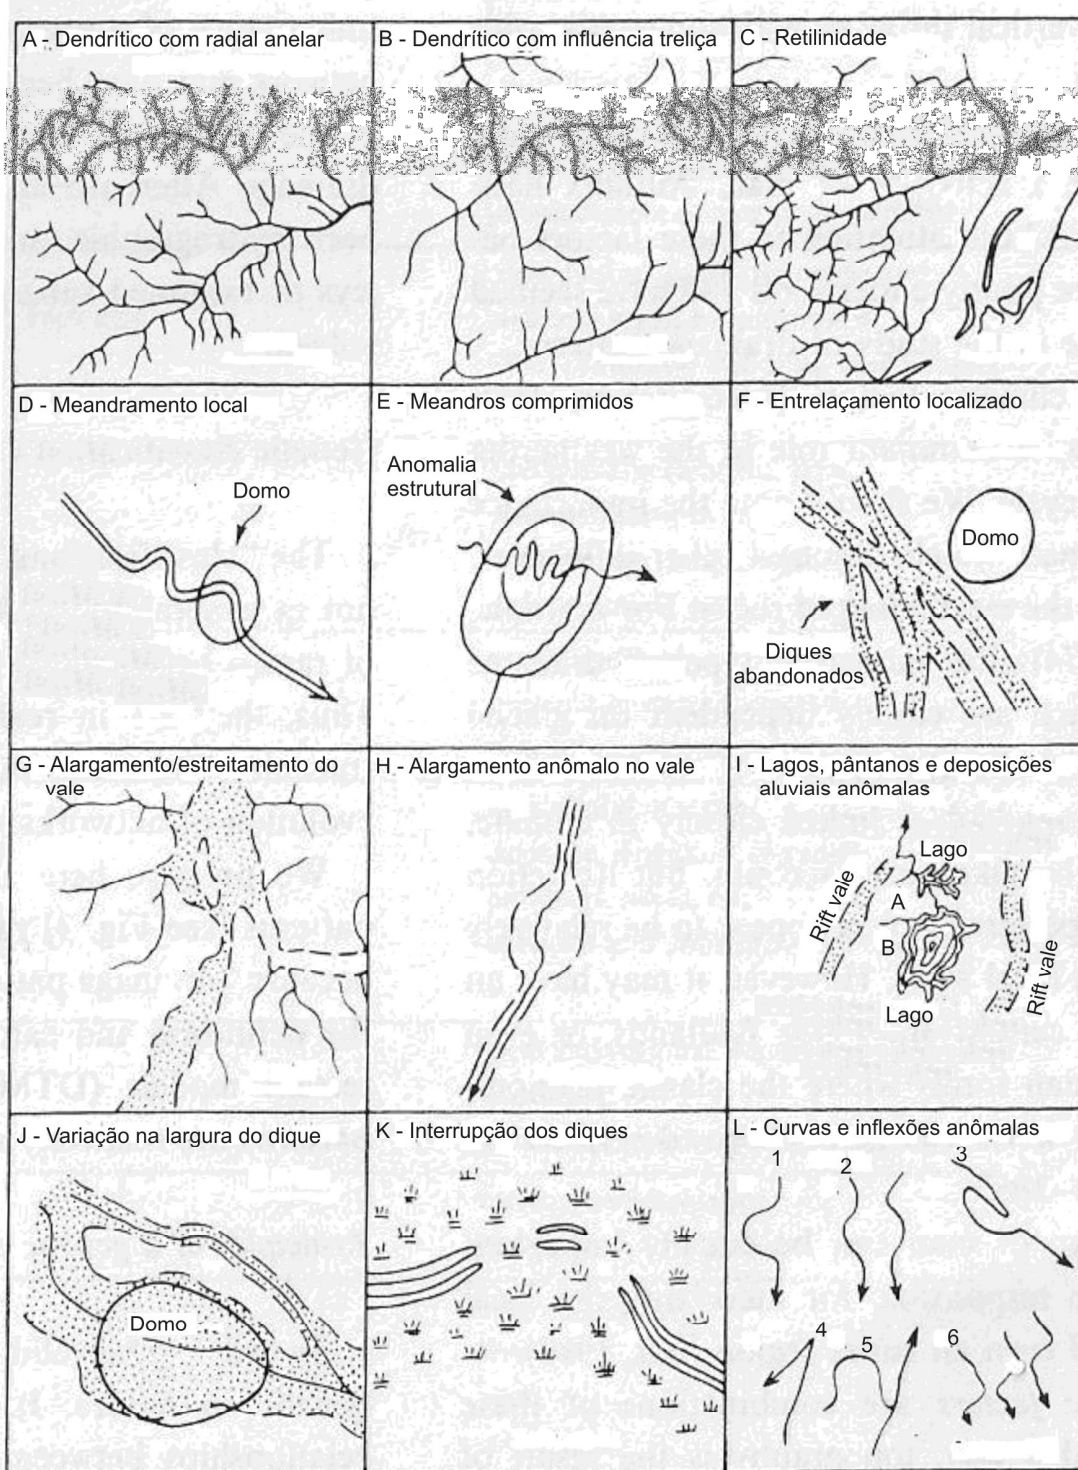 A - Dendrítico com radial anelar
B - Dendrítico com influência treliça
C - Retilinidade
D - Meandramento local
Domo
E - Meandros comprimidos
Anomalia
estrutural
F - Entrelaçamento localizado
Domo
Diques
abandonados
G - Alargamento/estreitamento do
vale
H - Alargamento anômalo no vale
I - Lagos, pântanos e deposições
aluviais anômalas
Lago
Rift vale
A
B
Rift vale
Lago
J - Variação na largura do dique
Domo
K - Interrupção dos diques
L - Curvas e inflexões anômalas
1
2
3
4
5
6